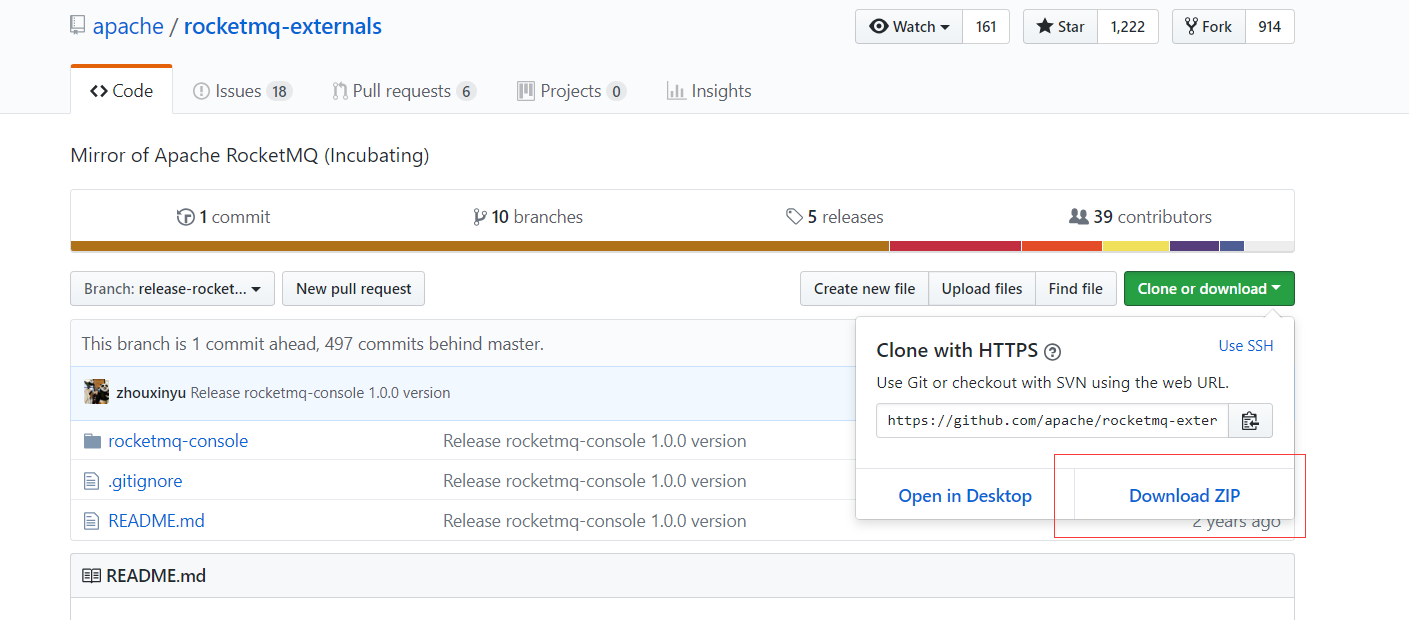 apache / rocketmq-externals
Watch 161
Star 1,222
Fork 914
Code
Issues 18
Pull requests 6
Projects 0
Insights
Mirror of Apache RocketMQ (Incubating)
1 commit
10 branches
5 releases
39 contributors
Branch: release-rocket...
New pull request
Create new file
Upload files
Find file
Clone or download
This branch is 1 commit ahead, 497 commits behind master.
zhouxinyu Release rocketmq-console 1.0.0 version
rocketmq-console Release rocketmq-console 1.0.0 version
.gitignore Release rocketmq-console 1.0.0 version
README.md Release rocketmq-console 1.0.0 version
2 years ago
Clone with HTTPS
Use SSH
Use Git or checkout with SVN using the web URL.
https://github.com/apache/rocketmq-exter
Open in Desktop
Download ZIP
README.md